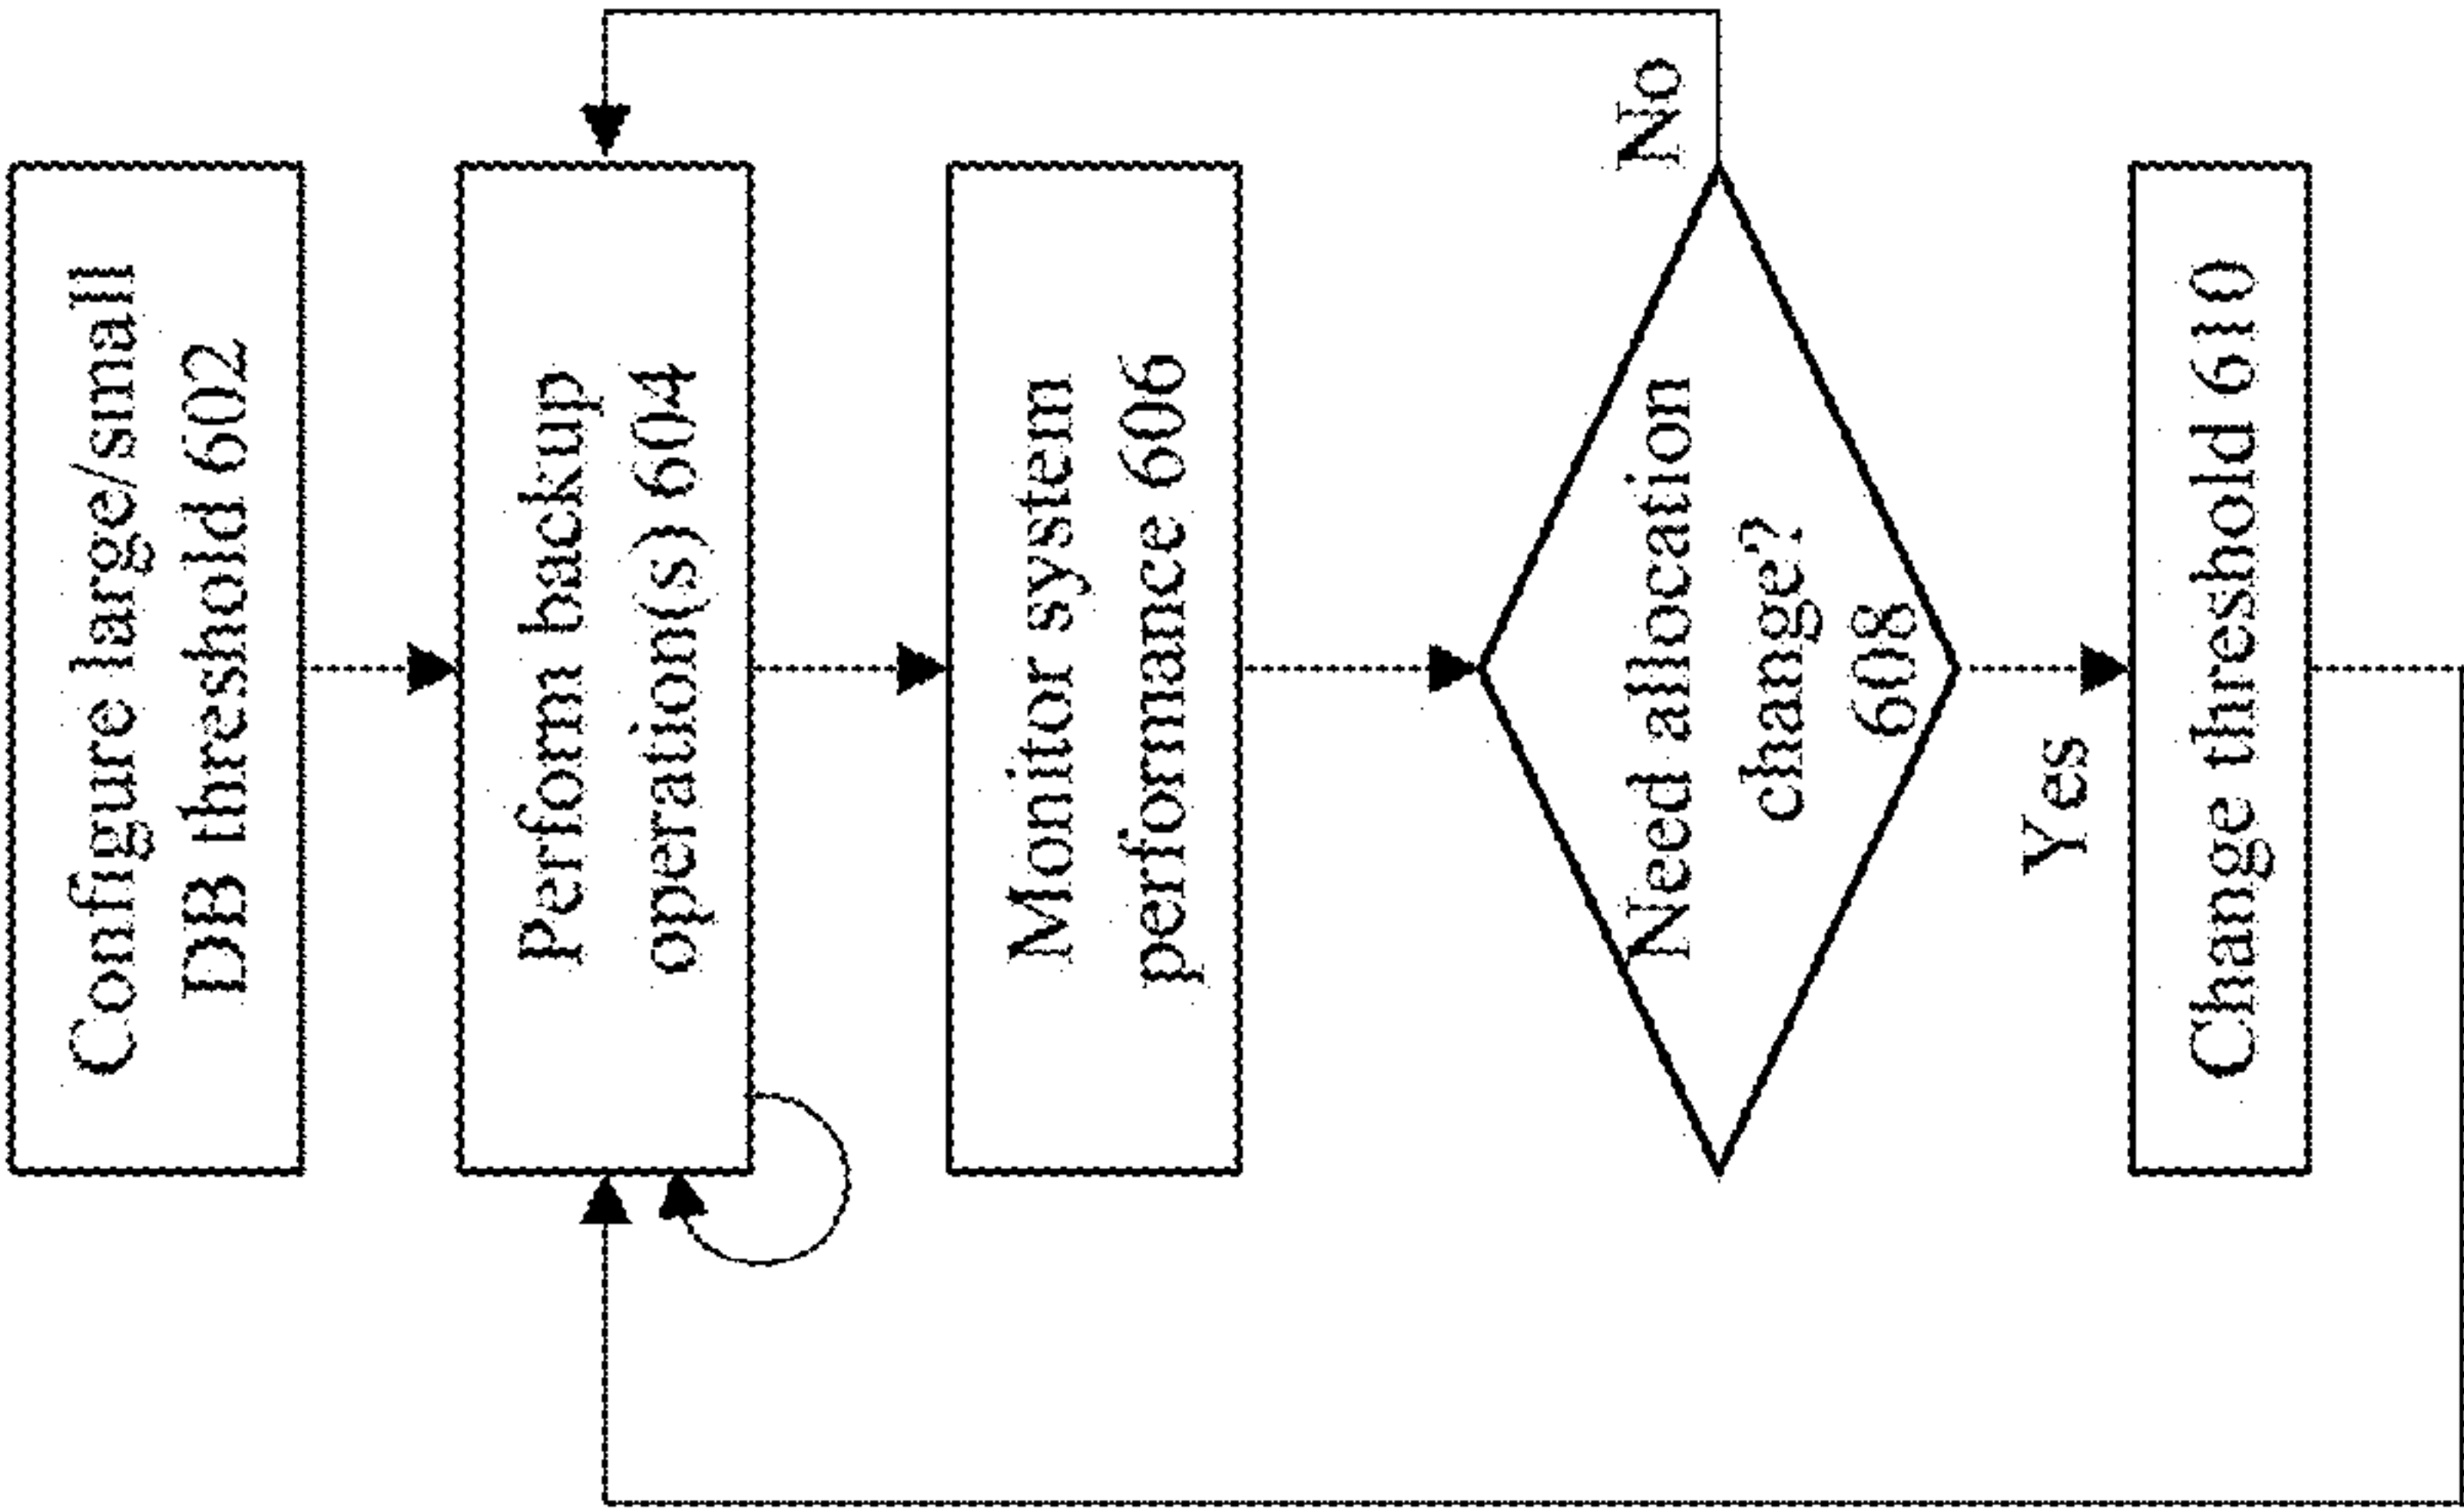 Configure large/small
DB threshold 602
Perform backup
operation(s) 604
Monitor system
performance 606
Need allocation
change?
608
No
Yes
Change threshold 610